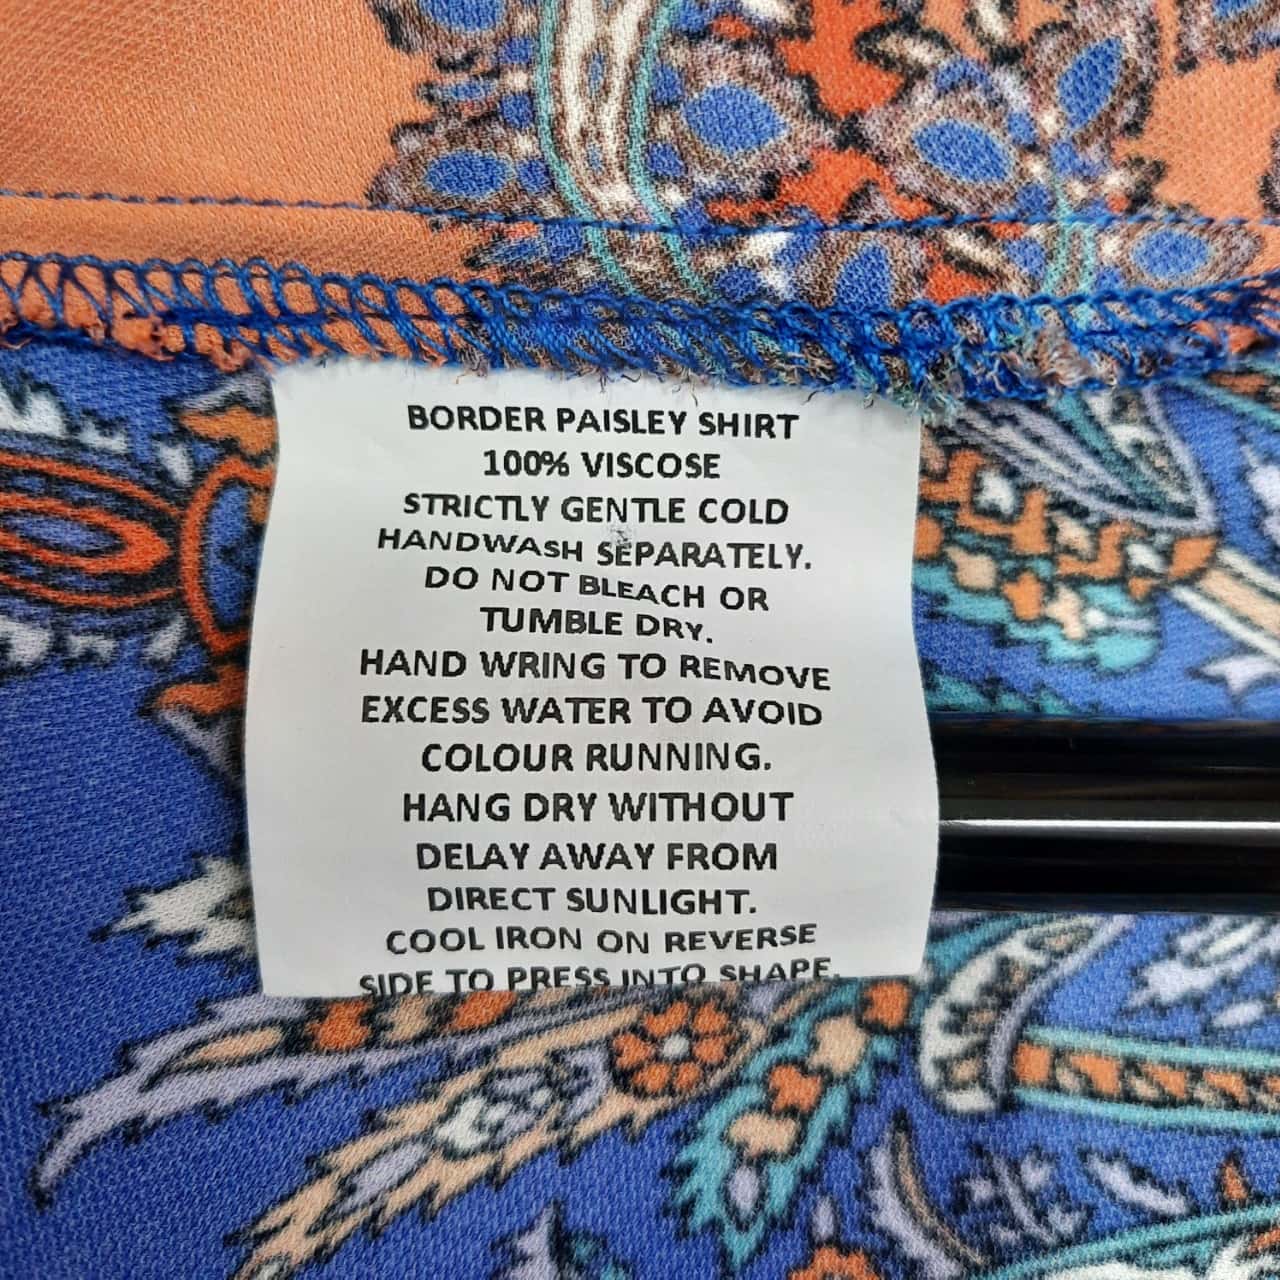 BORDER PAISLEY SHIRT
100% VISCOSE
STRICTLY GENTLE COLD
HANDWASH SEPARATELY.
DO NOT BLEACH OR
TUMBLE DRY.
HAND WRING TO REMOVE
EXCESS WATER TO AVOID
COLOUR RUNNING.
HANG DRY WITHOUT
DELAY AWAY FROM
DIRECT SUNLIGHT.
COOL IRON ON REVERSE
SIDE TO PRESS INTO SHAPE.